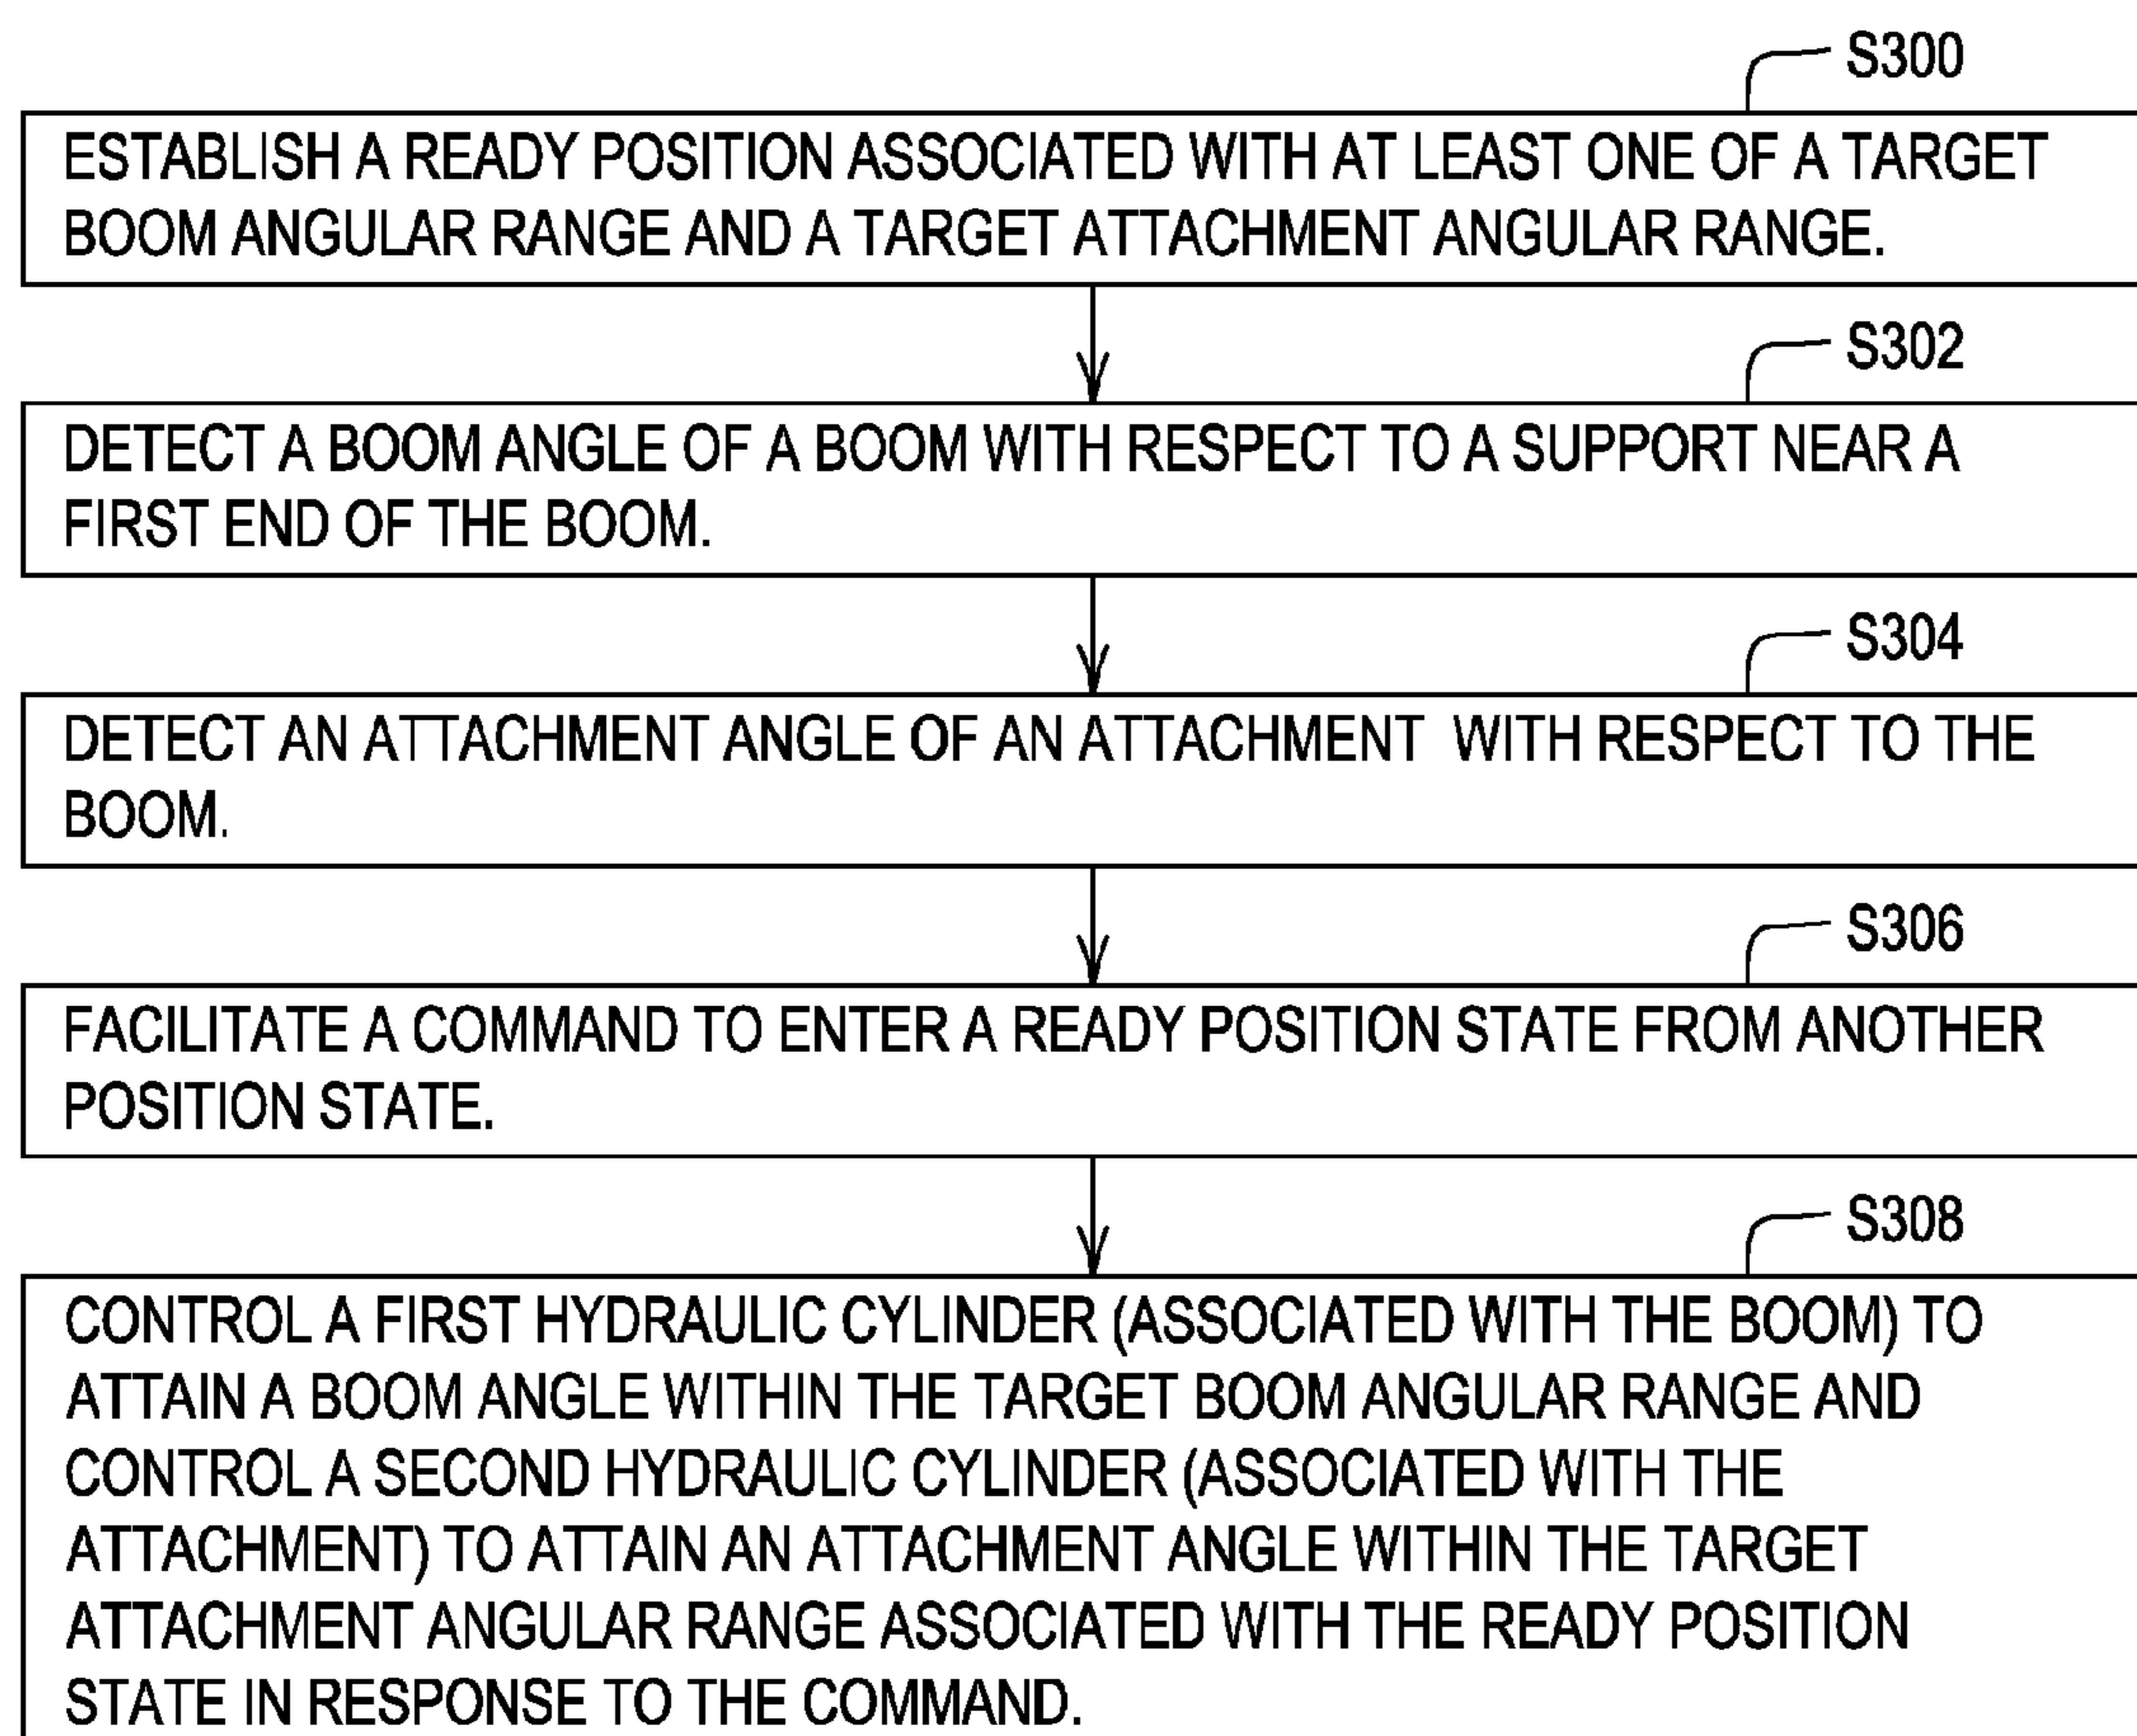 S300
ESTABLISH A READY POSITION ASSOCIATED WITH AT LEAST ONE OF A TARGET
BOOM ANGULAR RANGE AND A TARGET ATTACHMENT ANGULAR RANGE.
S302
DETECT A BOOM ANGLE OF A BOOM WITH RESPECT TO A SUPPORT NEAR A
FIRST END OF THE BOOM.
S304
DETECT AN ATTACHMENT ANGLE OF AN ATTACHMENT WITH RESPECT TO THE
BOOM.
S306
FACILITATE A COMMAND TO ENTER A READY POSITION STATE FROM ANOTHER
POSITION STATE.
S308
CONTROL A FIRST HYDRAULIC CYLINDER (ASSOCIATED WITH THE BOOM) TO
ATTAIN A BOOM ANGLE WITHIN THE TARGET BOOM ANGULAR RANGE AND
CONTROL A SECOND HYDRAULIC CYLINDER (ASSOCIATED WITH THE
ATTACHMENT) TO ATTAIN AN ATTACHMENT ANGLE WITHIN THE TARGET
ATTACHMENT ANGULAR RANGE ASSOCIATED WITH THE READY POSITION
STATE IN RESPONSE TO THE COMMAND.